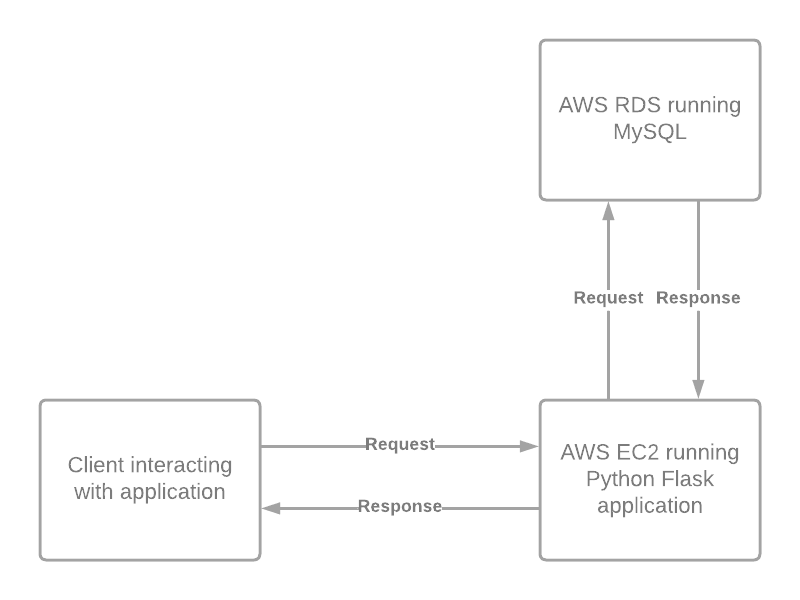 AWS RDS running
MySQL
Request Response
Client interacting
with application
Request
Response
AWS EC2 running
Python Flask
application